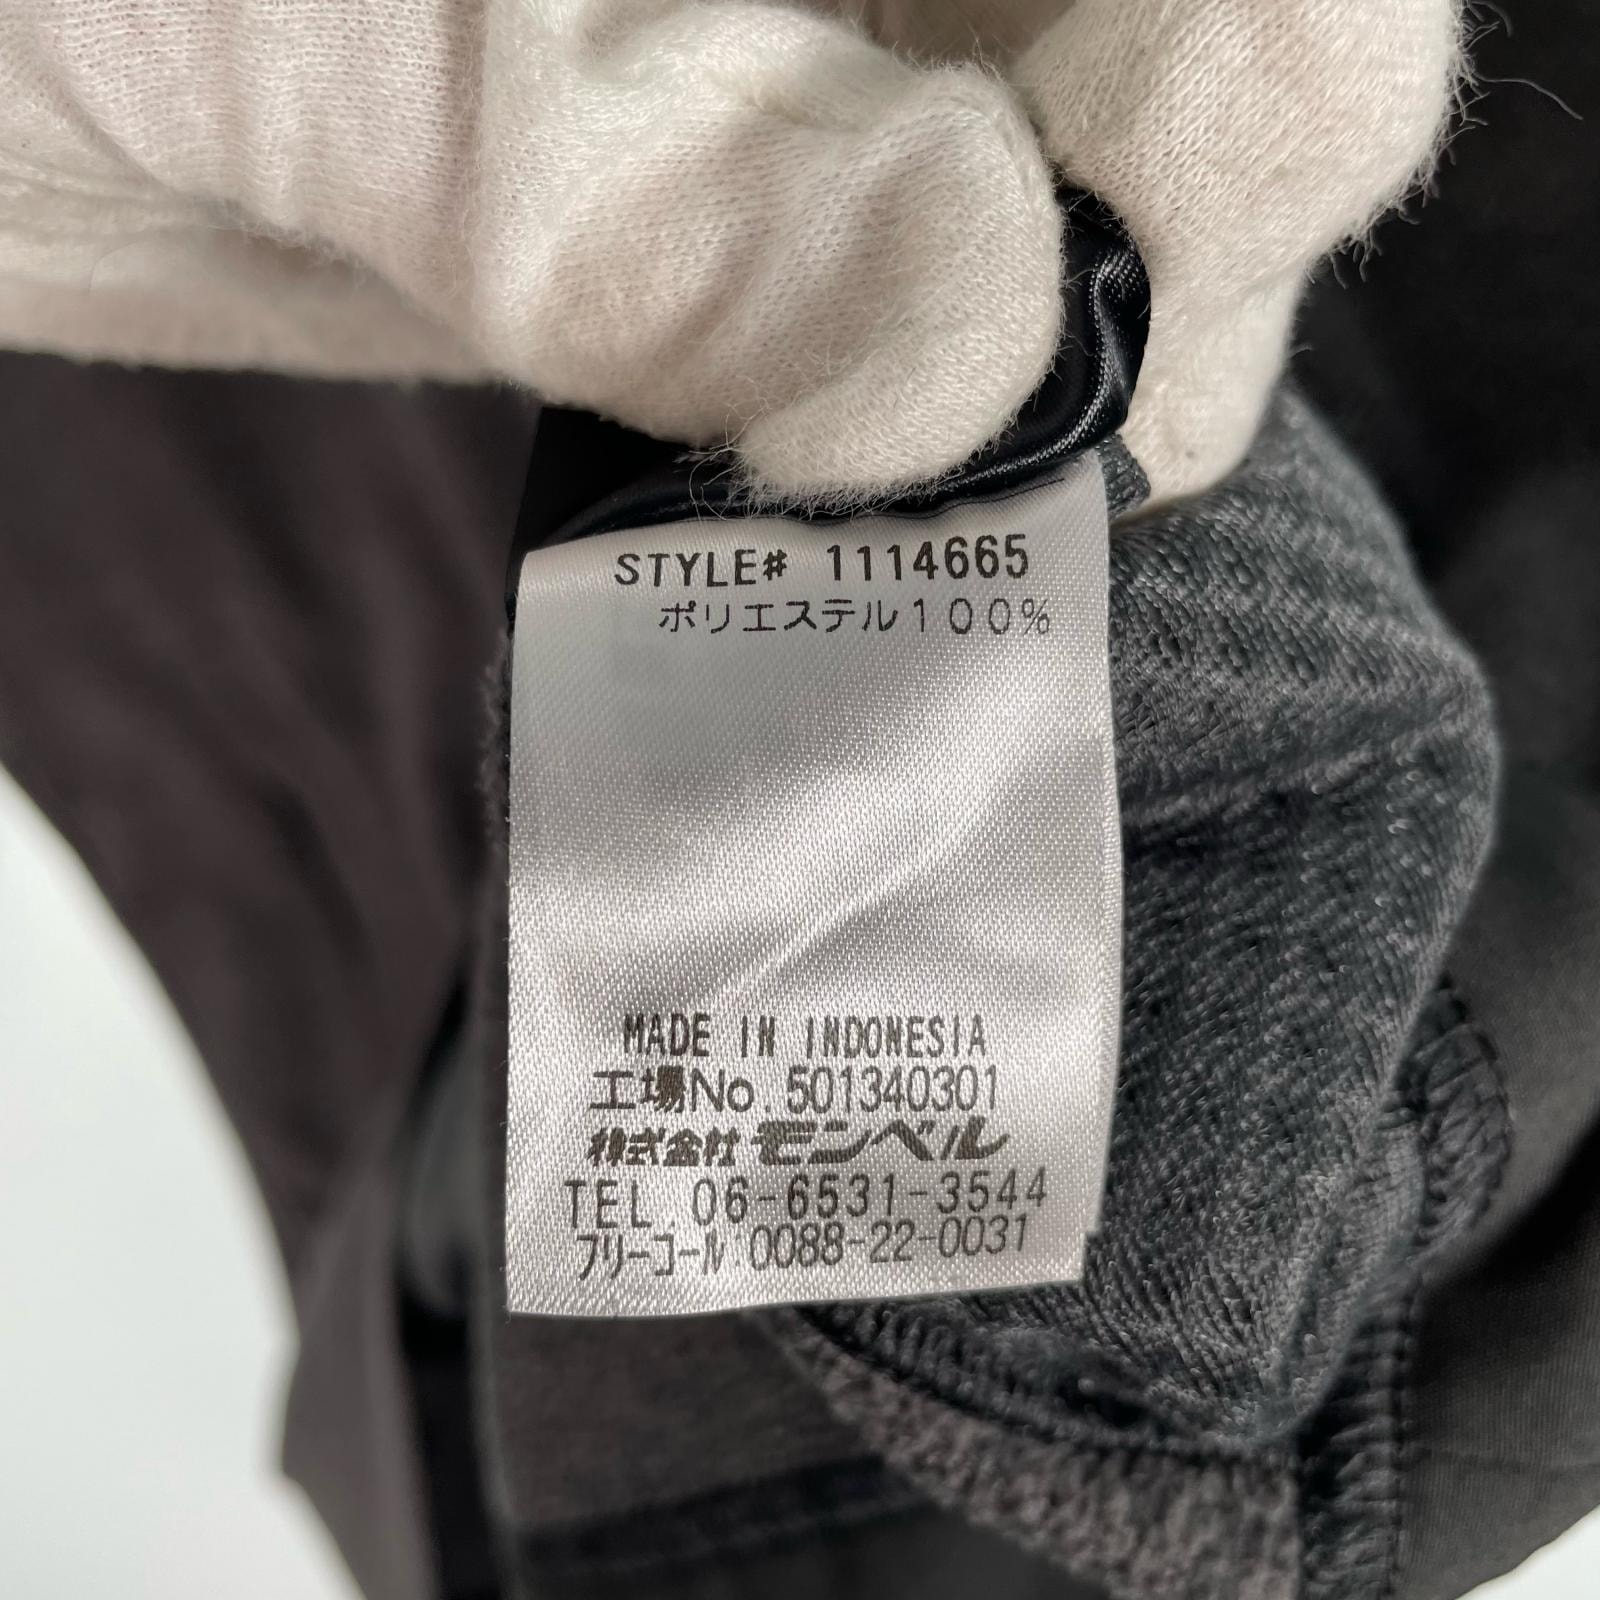 STYLE# 1114665
ポリエステル100%
MADE IN INDONESIA
工場No.501340301
株式会社 モンベル
TEL.06-6531-3544
フリーコール:0088-22-0031